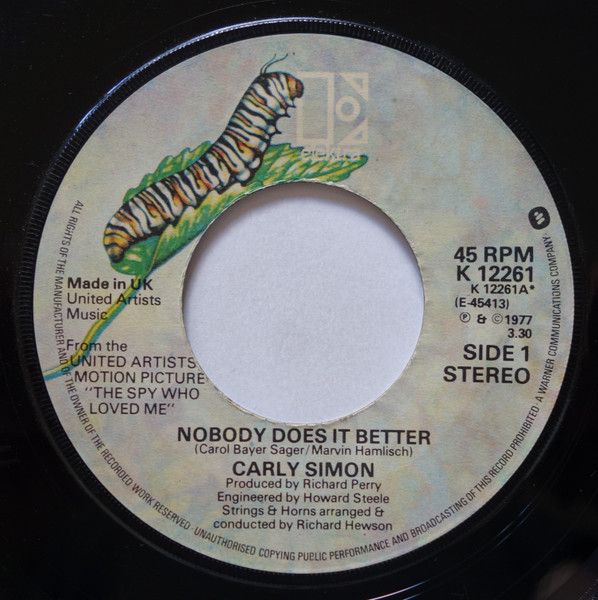 45 RPM
K 12261
K 12261A*
(E-45413)
Ⓟ & © 1977
3.30
SIDE 1
STEREO
Made in UK
United Artists
Music
From the
UNITED ARTISTS
MOTION PICTURE
"THE SPY WHO
LOVED ME"
NOBODY DOES IT BETTER
(Carol Bayer Sager/Marvin Hamlisch)
CARLY SIMON
Produced by Richard Perry
Engineered by Howard Steele
Strings & Horns arranged &
conducted by Richard Hewson
ALL RIGHTS OF THE MANUFACTURER AND OF THE OWNER OF THE RECORDED WORK RESERVED · UNAUTHORISED COPYING PUBLIC PERFORMANCE AND BROADCASTING OF THIS RECORD PROHIBITED · A WARNER COMMUNICATIONS COMPANY